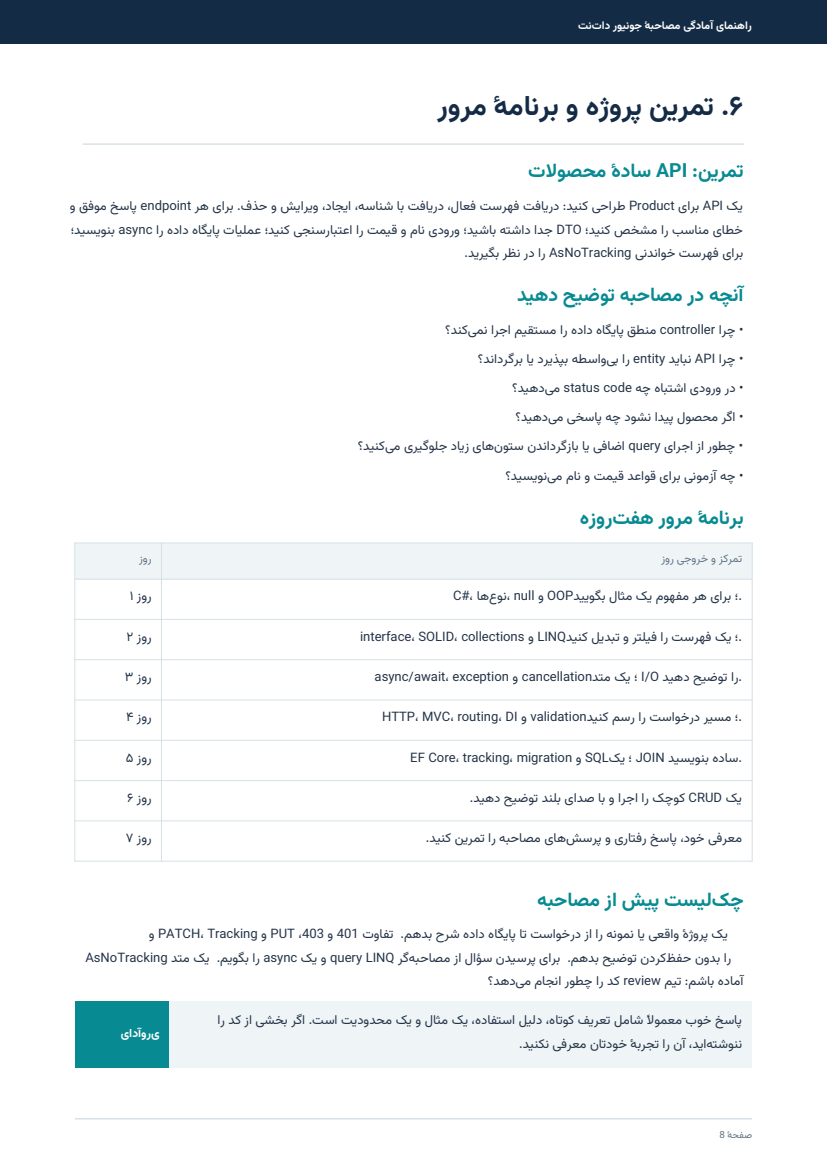 راهنمای آمادگی مصاحبهٔ جونیور دات‌نت
۶. تمرین پروژه و برنامهٔ مرور
تمرین: API سادهٔ محصولات
یک API برای Product طراحی کنید: دریافت فهرست فعال، دریافت با شناسه، ایجاد، ویرایش و حذف. برای هر endpoint پاسخ موفق و
خطای مناسب را مشخص کنید؛ DTO جدا داشته باشید؛ ورودی نام و قیمت را اعتبارسنجی کنید؛ عملیات پایگاه داده را async بنویسید؛
برای فهرست خواندنی AsNoTracking را در نظر بگیرید.
آنچه در مصاحبه توضیح دهید
• چرا controller منطق پایگاه داده را مستقیم اجرا نمی‌کند؟
• چرا API نباید entity را بی‌واسطه بپذیرد یا برگرداند؟
• در ورودی اشتباه چه status code می‌دهید؟
• اگر محصول پیدا نشود چه پاسخی می‌دهید؟
• چطور از اجرای query اضافی یا بازگرداندن ستون‌های زیاد جلوگیری می‌کنید؟
• چه آزمونی برای قواعد قیمت و نام می‌نویسید؟
برنامهٔ مرور هفت‌روزه
تمرکز و خروجی روز	روز
.؛ برای هر مفهوم یک مثال بگوییدOOP و null ،نوع‌ها ،C#	روز ۱
.؛ یک فهرست را فیلتر و تبدیل کنیدLINQ و interface، SOLID، collections	روز ۲
.را توضیح دهید I/O ؛ یک متدcancellation و async/await، exception	روز ۳
.؛ مسیر درخواست را رسم کنیدvalidation و HTTP، MVC، routing، DI	روز ۴
.ساده بنویسید JOIN ؛ یکSQL و EF Core، tracking، migration	روز ۵
یک CRUD کوچک را اجرا و با صدای بلند توضیح دهید.	روز ۶
معرفی خود، پاسخ رفتاری و پرسش‌های مصاحبه را تمرین کنید.	روز ۷
چک‌لیست پیش از مصاحبه
یک پروژهٔ واقعی یا نمونه را از درخواست تا پایگاه داده شرح بدهم. تفاوت 401 و 403، PUT و PATCH، Tracking و
را بدون حفظ‌کردن توضیح بدهم. برای پرسیدن سؤال از مصاحبه‌گر query LINQ و یک async را بگویم. یک متد AsNoTracking
آماده باشم: تیم review کد را چطور انجام می‌دهد؟
پاسخ خوب معمولاً شامل تعریف کوتاه، دلیل استفاده، یک مثال و یک محدودیت است. اگر بخشی از کد را
ننوشته‌اید، آن را تجربهٔ خودتان معرفی نکنید.
یروآدای
صفحهٔ 8